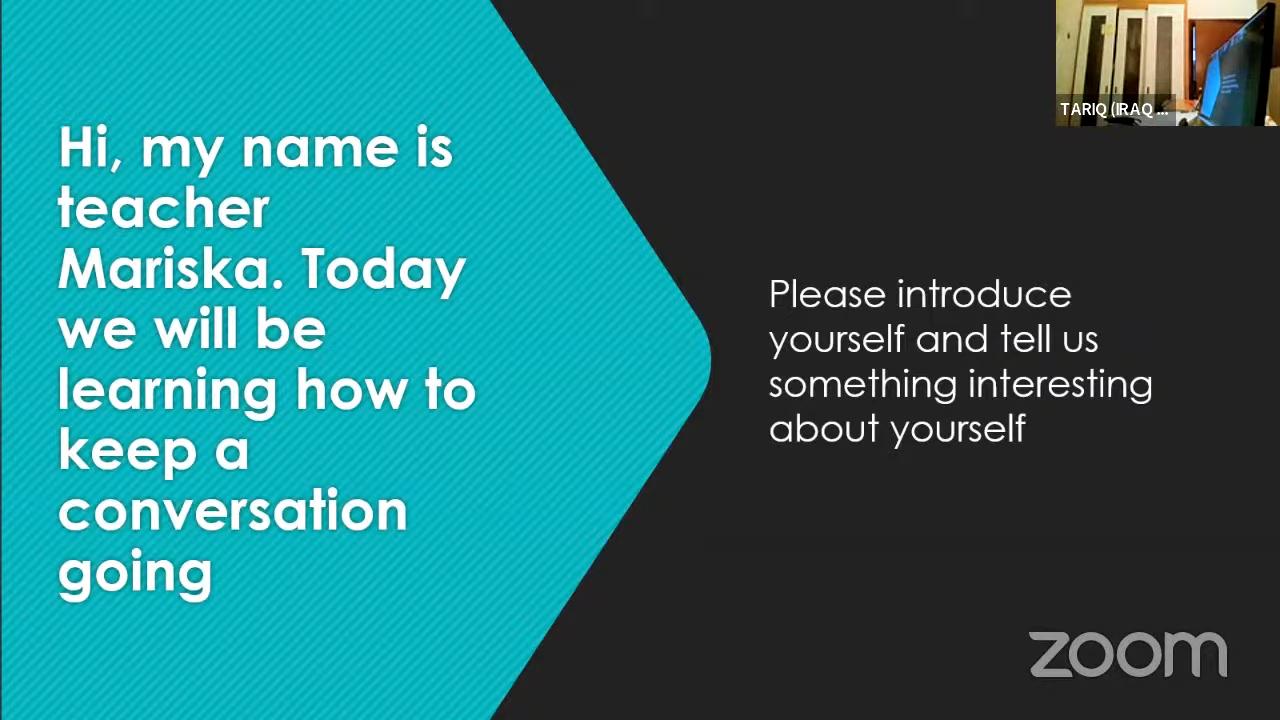 Hi, my name is
teacher
Mariska. Today
we will be
learning how to
keep a
conversation
going
Please introduce
yourself and tell us
something interesting
about yourself
TARIQ (IRAQ ...
zoom